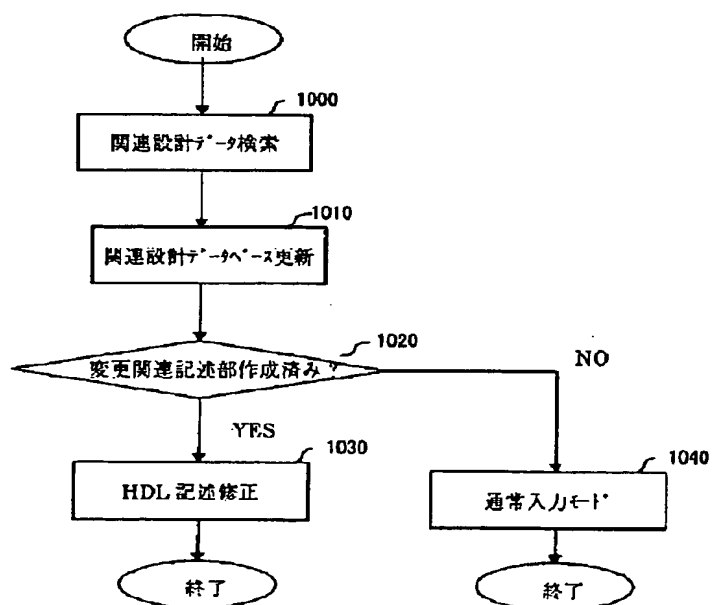 開始
1000
関連設計ﾃﾞｰﾀ検索
1010
関連設計ﾃﾞｰﾀﾍﾞｰｽ更新
1020
変更関連記述部作成済み?
NO
YES
1030
HDL 記述修正
1040
通常入力ﾓｰﾄﾞ
終了
終了